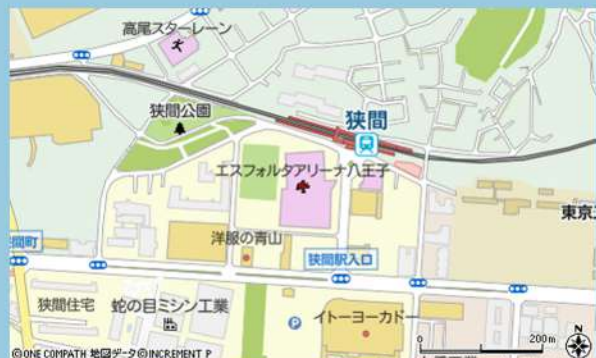 高尾スターレーン
狭間公園
狭間
エスフォルタアリーナ八王子
東京
洋服の青山
狭間駅入口
間町
狭間住宅
蛇の目ミシン工業
イトーヨーカドー
P
0
200m
N
©ONE COMPATH 地図データ©INCREMENT P